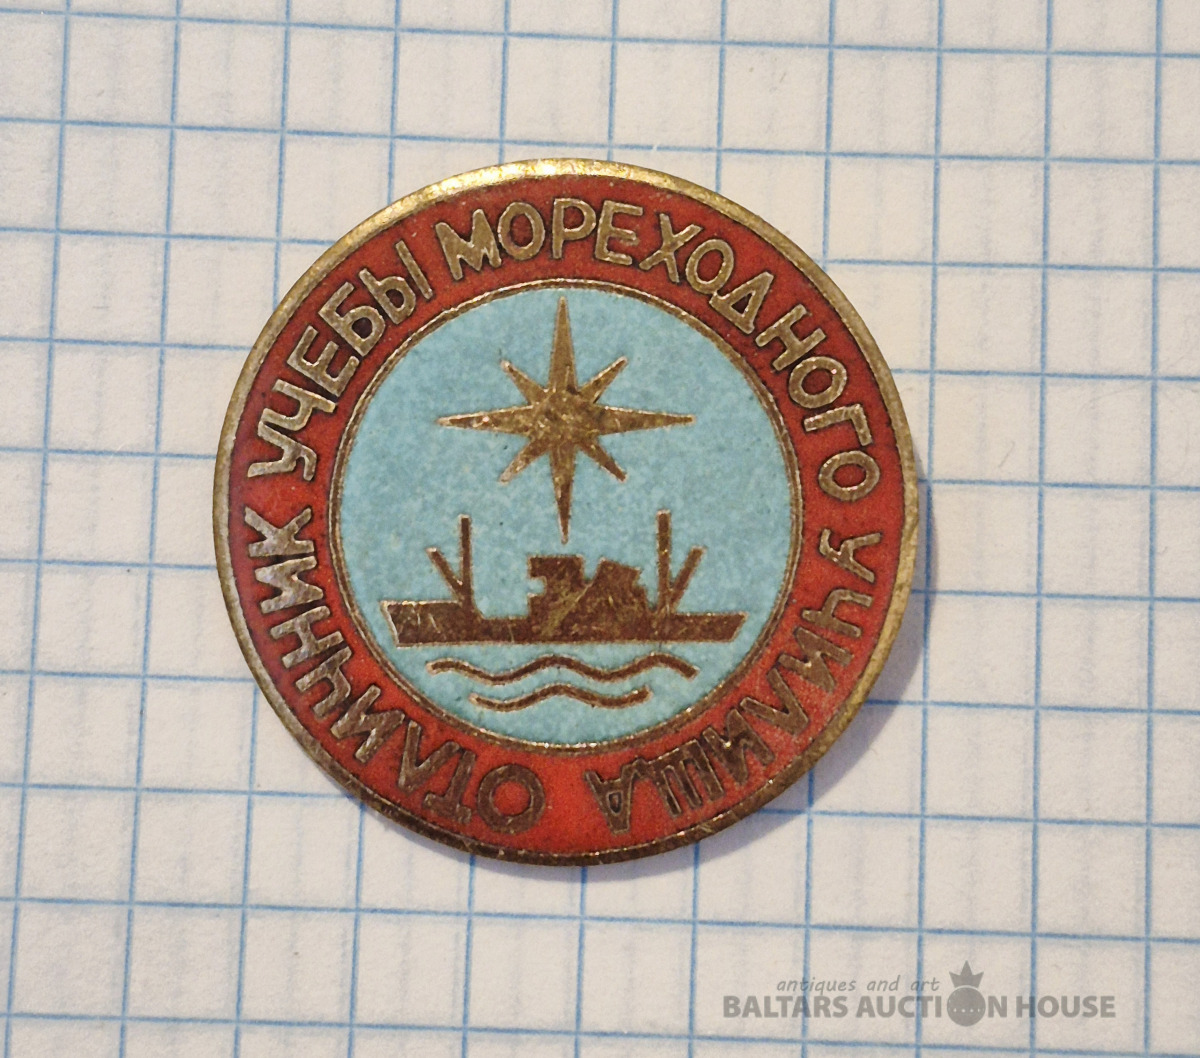 ОТЛИЧНИК УЧЕБЫ МОРЕХОДНОГО УЧИЛИЩА
antiques and art
BALTARS AUCTION HOUSE